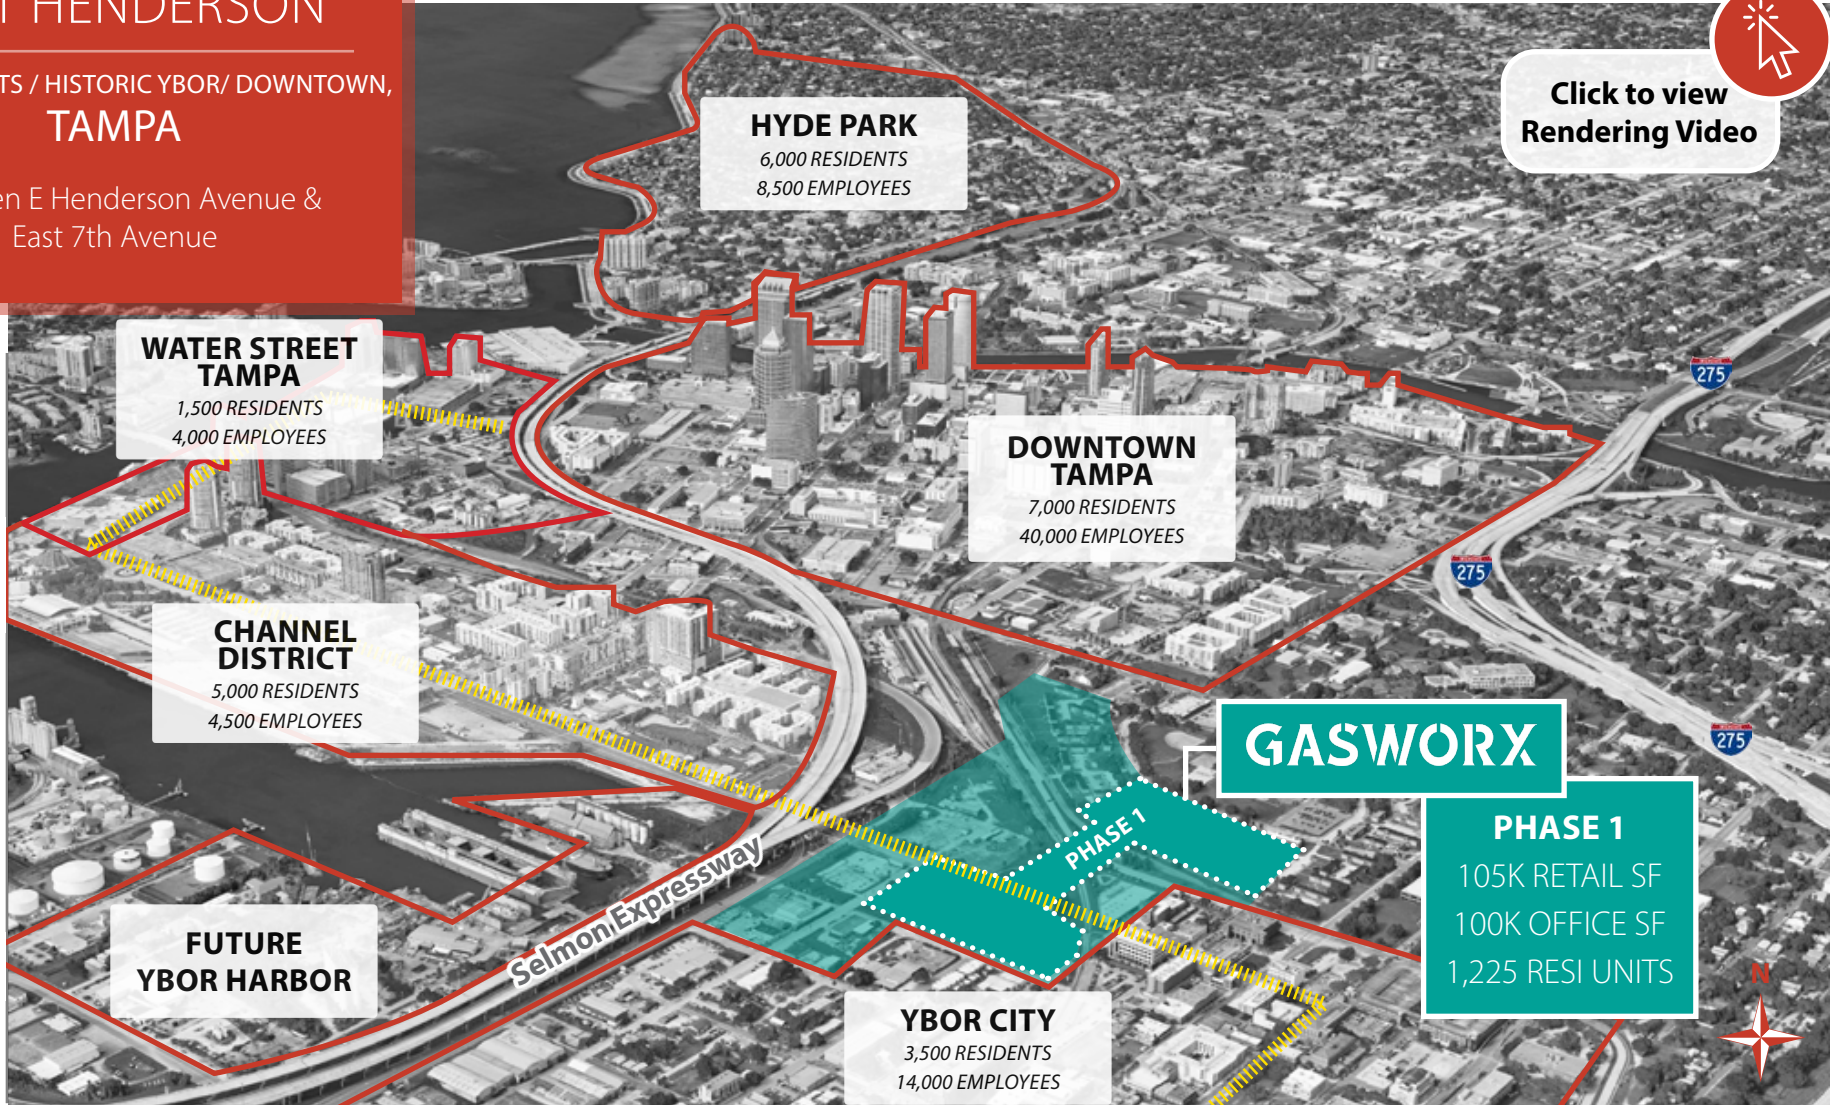 HENDERSON
TS / HISTORIC YBOR/ DOWNTOWN,
TAMPA
en E Henderson Avenue &
East 7th Avenue
Click to view
Rendering Video
HYDE PARK
6,000 RESIDENTS
8,500 EMPLOYEES
WATER STREET
TAMPA
1,500 RESIDENTS
4,000 EMPLOYEES
275
DOWNTOWN
TAMPA
7,000 RESIDENTS
40,000 EMPLOYEES
275
CHANNEL
DISTRICT
5,000 RESIDENTS
4,500 EMPLOYEES
275
GASWORX
PHASE 1
PHASE 1
105K RETAIL SF
100K OFFICE SF
1,225 RESI UNITS
Selmon Expressway
FUTURE
YBOR HARBOR
YBOR CITY
3,500 RESIDENTS
14,000 EMPLOYEES
N